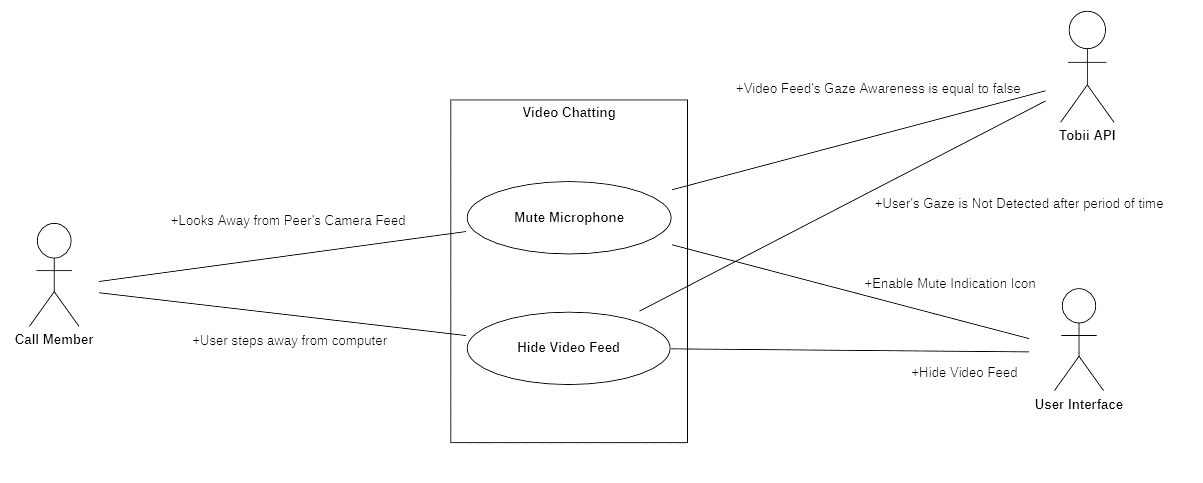 +Video Feed's Gaze Awareness is equal to false
Video Chatting
Tobii API
+User's Gaze is Not Detected after period of time
Mute Microphone
+Looks Away from Peer's Camera Feed
+Enable Mute Indication Icon
Call Member
+User steps away from computer
Hide Video Feed
+Hide Video Feed
User Interface